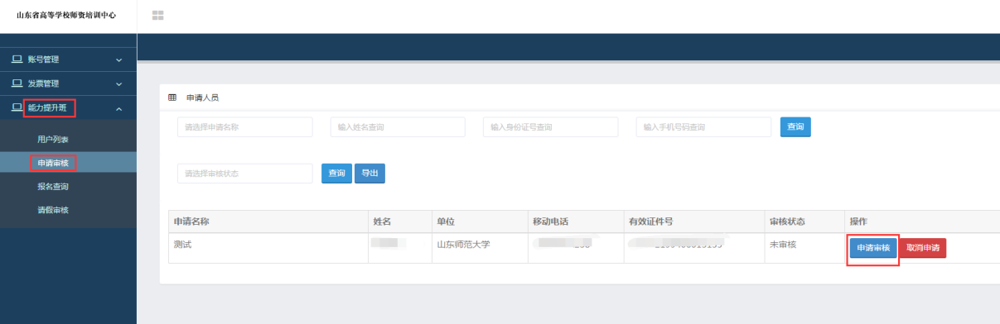 山东省高等学校师资培训中心
账号管理
发票管理
能力提升班
用户列表
申请审核
报名查询
请假审核
申请人员
请选择申请名称 输入姓名查询 输入身份证号查询 输入手机号码查询 查询
请选择审核状态 查询 导出
申请名称 姓名 单位 移动电话 有效证件号 审核状态 操作
测试 山东师范大学 未审核 申请审核 取消申请